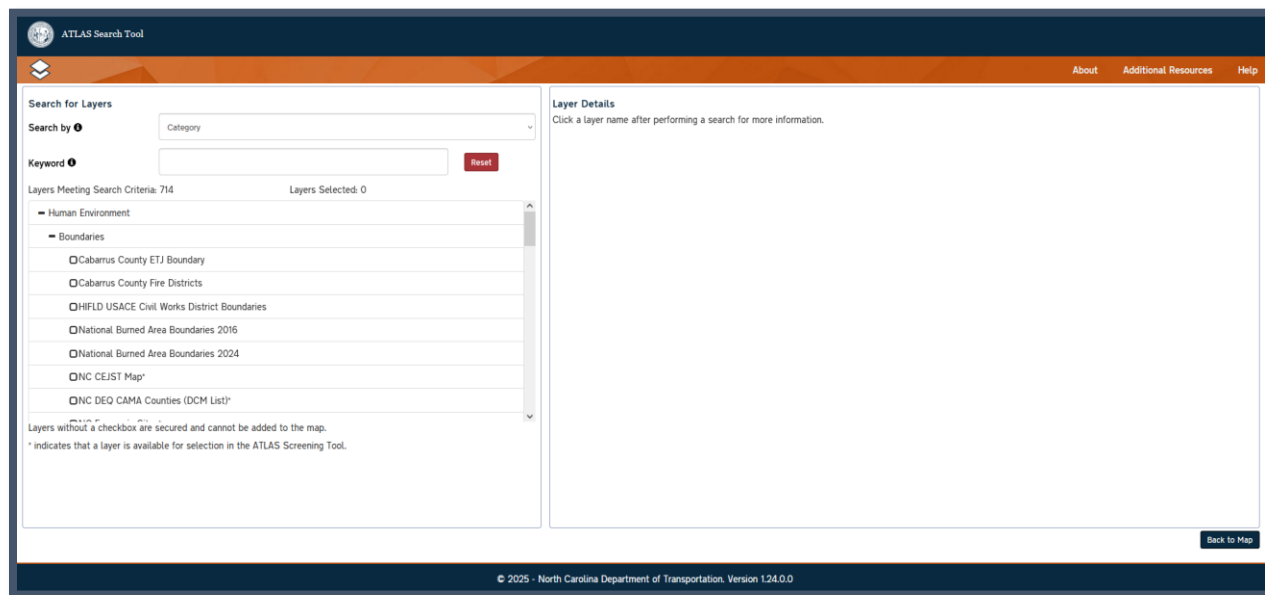 ATLAS Search Tool
About Additional Resources Help
Search for Layers
Search by
Category
Keyword
Reset
Layers Meeting Search Criteria: 714 Layers Selected: 0
Human Environment
Boundaries
Cabarrus County ETJ Boundary
Cabarrus County Fire Districts
HIFLD USACE Civil Works District Boundaries
National Burned Area Boundaries 2016
National Burned Area Boundaries 2024
NC CEJST Map*
NC DEQ CAMA Counties (DCM List)*
Layers without a checkbox are secured and cannot be added to the map.
* indicates that a layer is available for selection in the ATLAS Screening Tool.
Layer Details
Click a layer name after performing a search for more information.
Back to Map
© 2025 - North Carolina Department of Transportation. Version 1.24.0.0